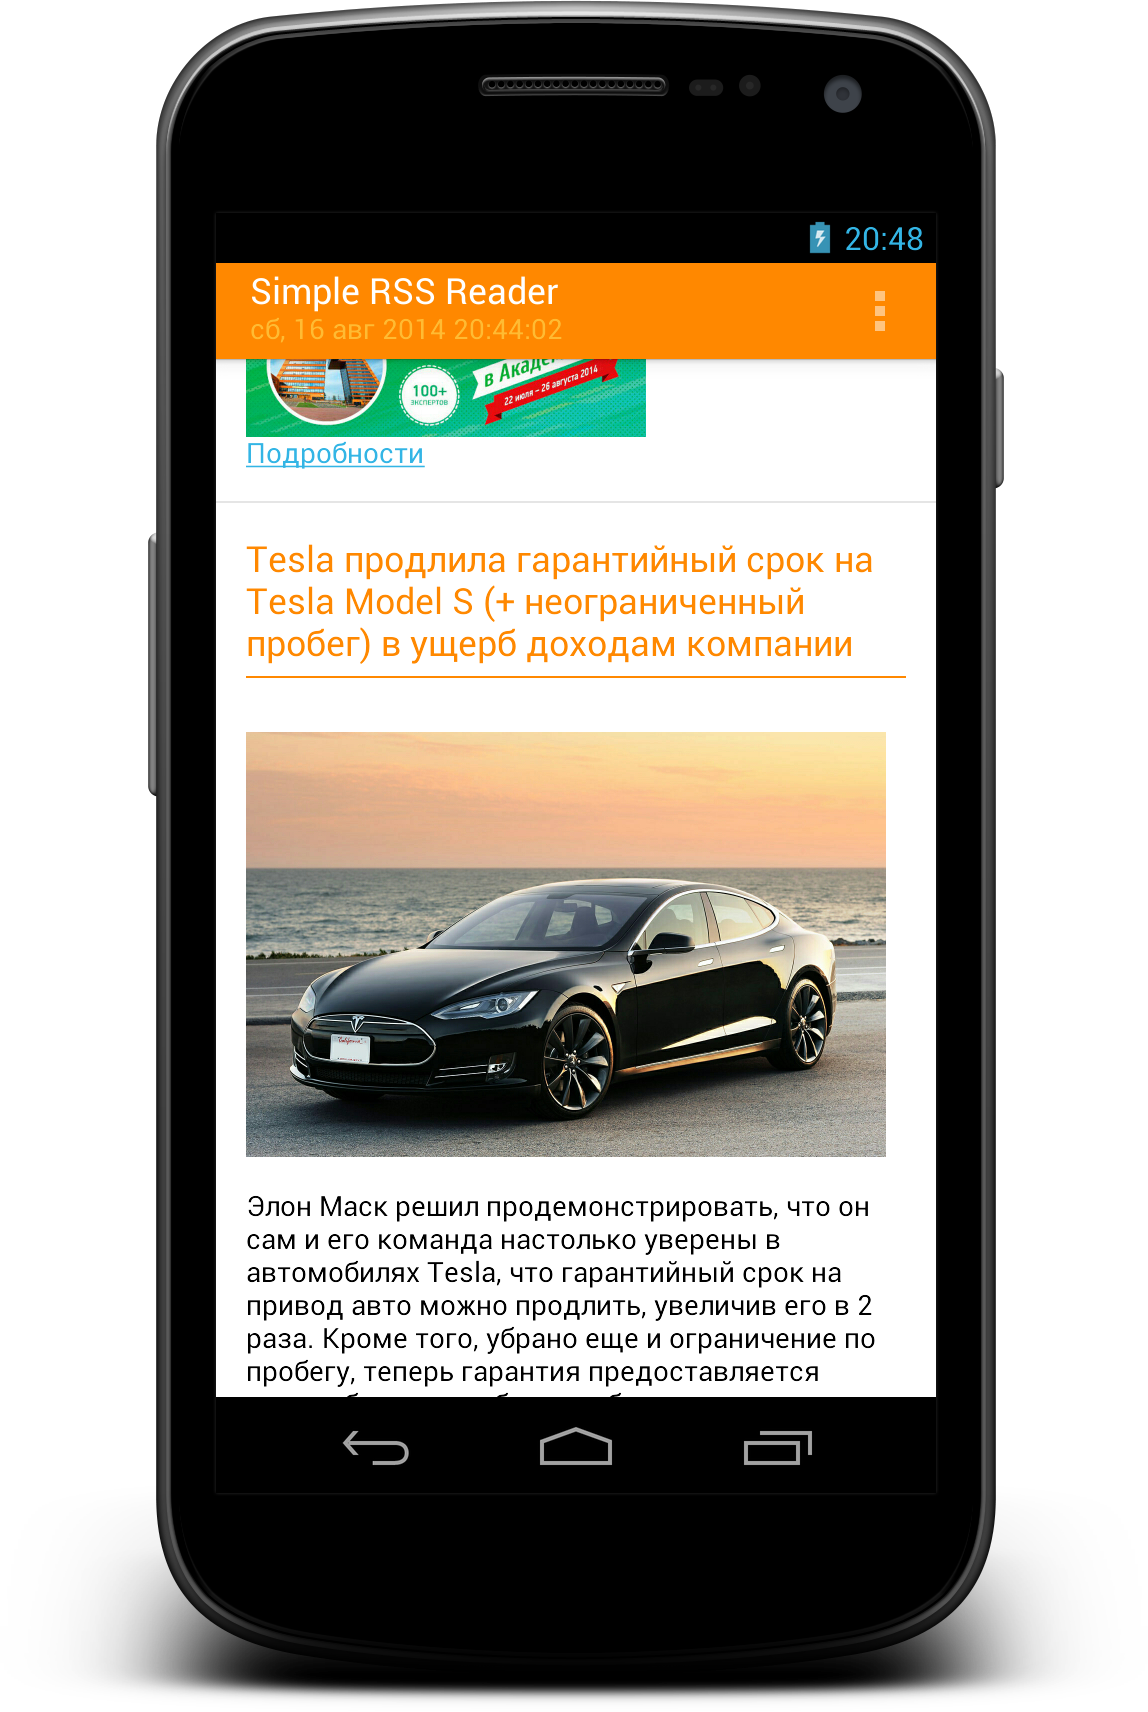 20:48
Simple RSS Reader
сб, 16 авг 2014 20:44:02
в Акаде
22 июля – 26 августа 2014
100+
ЭКСПЕРТОВ
Подробности
Tesla продлила гарантийный срок на
Tesla Model S (+ неограниченный
пробег) в ущерб доходам компании
California
Элон Маск решил продемонстрировать, что он
сам и его команда настолько уверены в
автомобилях Tesla, что гарантийный срок на
привод авто можно продлить, увеличив его в 2
раза. Кроме того, убрано еще и ограничение по
пробегу, теперь гарантия предоставляется